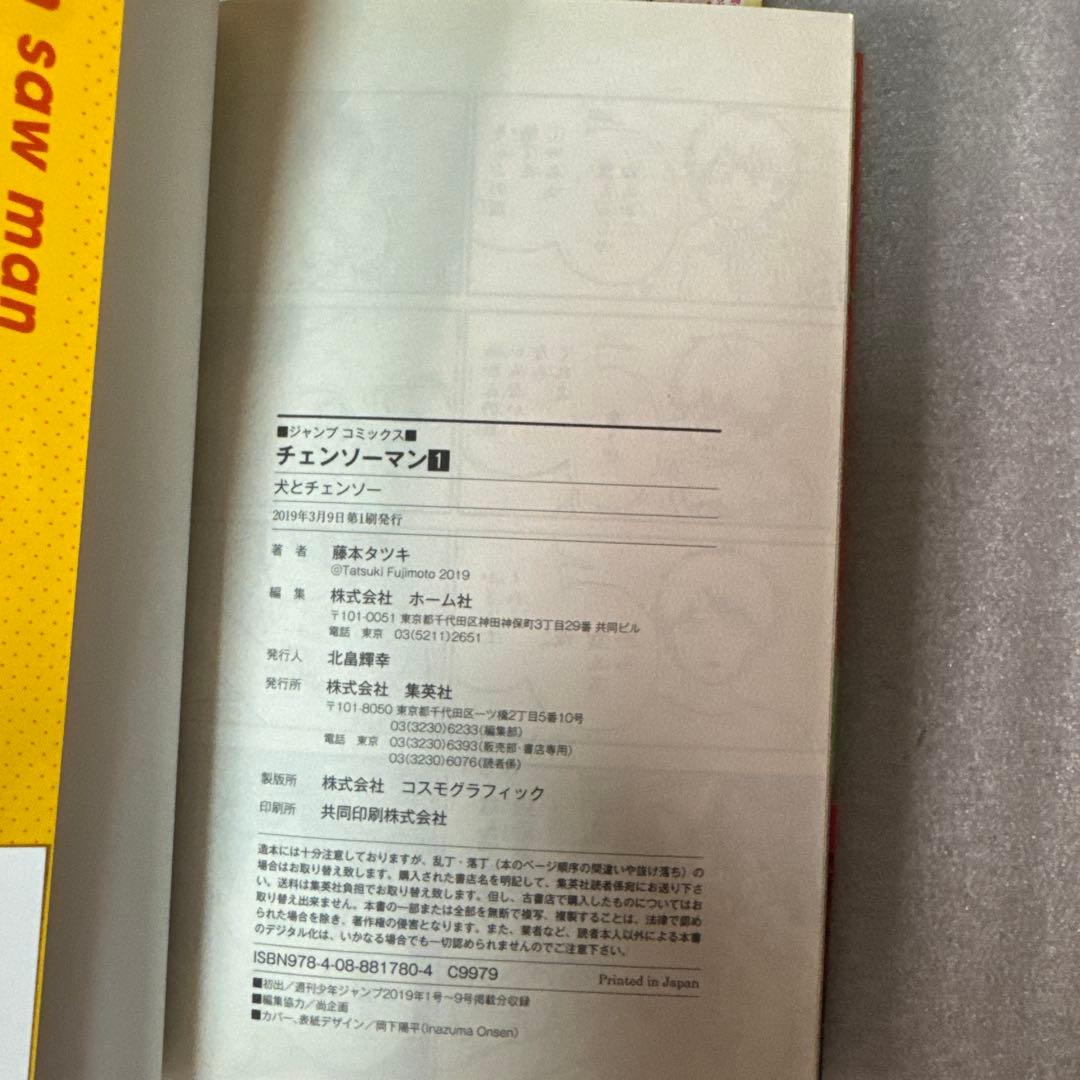 saw man
■ジャンプ コミックス■
チェンソーマン1
犬とチェンソー
2019年3月9日第1刷発行
著 者 藤本タツキ
©Tatsuki Fujimoto 2019
編 集 株式会社 ホーム社
〒101-0051 東京都千代田区神田神保町3丁目29番 共同ビル
電話 東京 03(5211)2651
発行人 北畠輝幸
発行所 株式会社 集英社
〒101-8050 東京都千代田区一ツ橋2丁目5番10号
03(3230)6233(編集部)
電話 東京 03(3230)6393(販売部・書店専用)
03(3230)6076(読者係)
製版所 株式会社 コスモグラフィック
印刷所 共同印刷株式会社
造本には十分注意しておりますが、乱丁・落丁(本のページ順序の間違いや抜け落ち)の
場合はお取り替え致します。購入された書店名を明記して、集英社読者係宛にお送り下さ
い。送料は集英社負担でお取り替え致します。但し、古書店で購入したものについてはお
取り替え出来ません。本書の一部または全部を無断で複写、複製することは、法律で認め
られた場合を除き、著作権の侵害となります。また、業者など、読者本人以外による本書
のデジタル化は、いかなる場合でも一切認められませんのでご注意下さい。
ISBN978-4-08-881780-4 C9979
Printed in Japan
■初出/週刊少年ジャンプ2019年1号〜9号掲載分収録
■編集協力/尚企画
■カバー、表紙デザイン/岡下陽平(Inazuma Onsen)